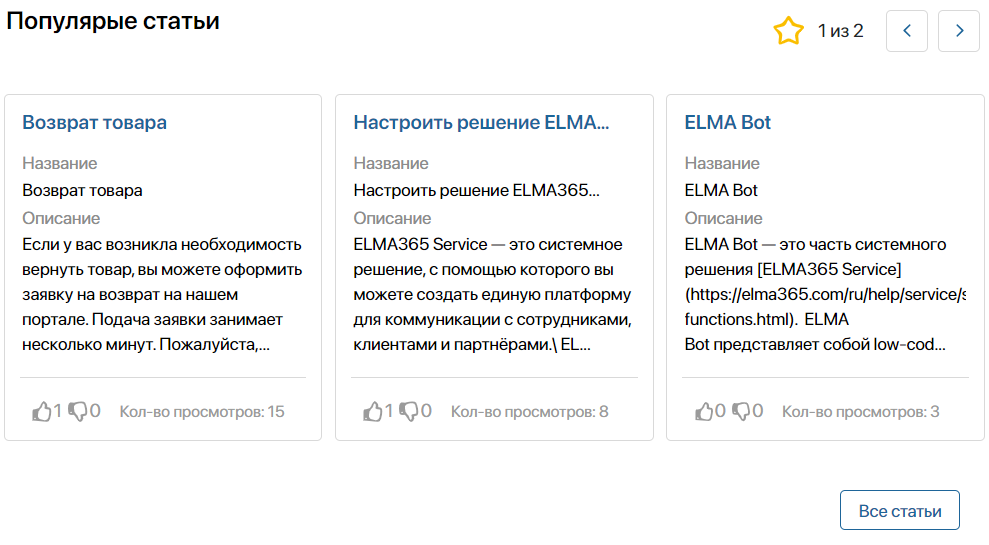 Популярые статьи
1 из 2
Возврат товара
Название
Возврат товара
Описание
Если у вас возникла необходимость
вернуть товар, вы можете оформить
заявку на возврат на нашем
портале. Подача заявки занимает
несколько минут. Пожалуйста,...
1 0 Кол-во просмотров: 15
Настроить решение ELMA...
Название
Настроить решение ELMA365...
Описание
ELMA365 Service — это системное
решение, с помощью которого вы
можете создать единую платформу
для коммуникации с сотрудниками,
клиентами и партнёрами.\ EL...
1 0 Кол-во просмотров: 8
ELMA Bot
Название
ELMA Bot
Описание
ELMA Bot — это часть системного
решения [ELMA365 Service]
(https://elma365.com/ru/help/service/s
functions.html). ELMA
Bot представляет собой low-cod...
0 0 Кол-во просмотров: 3
Все статьи